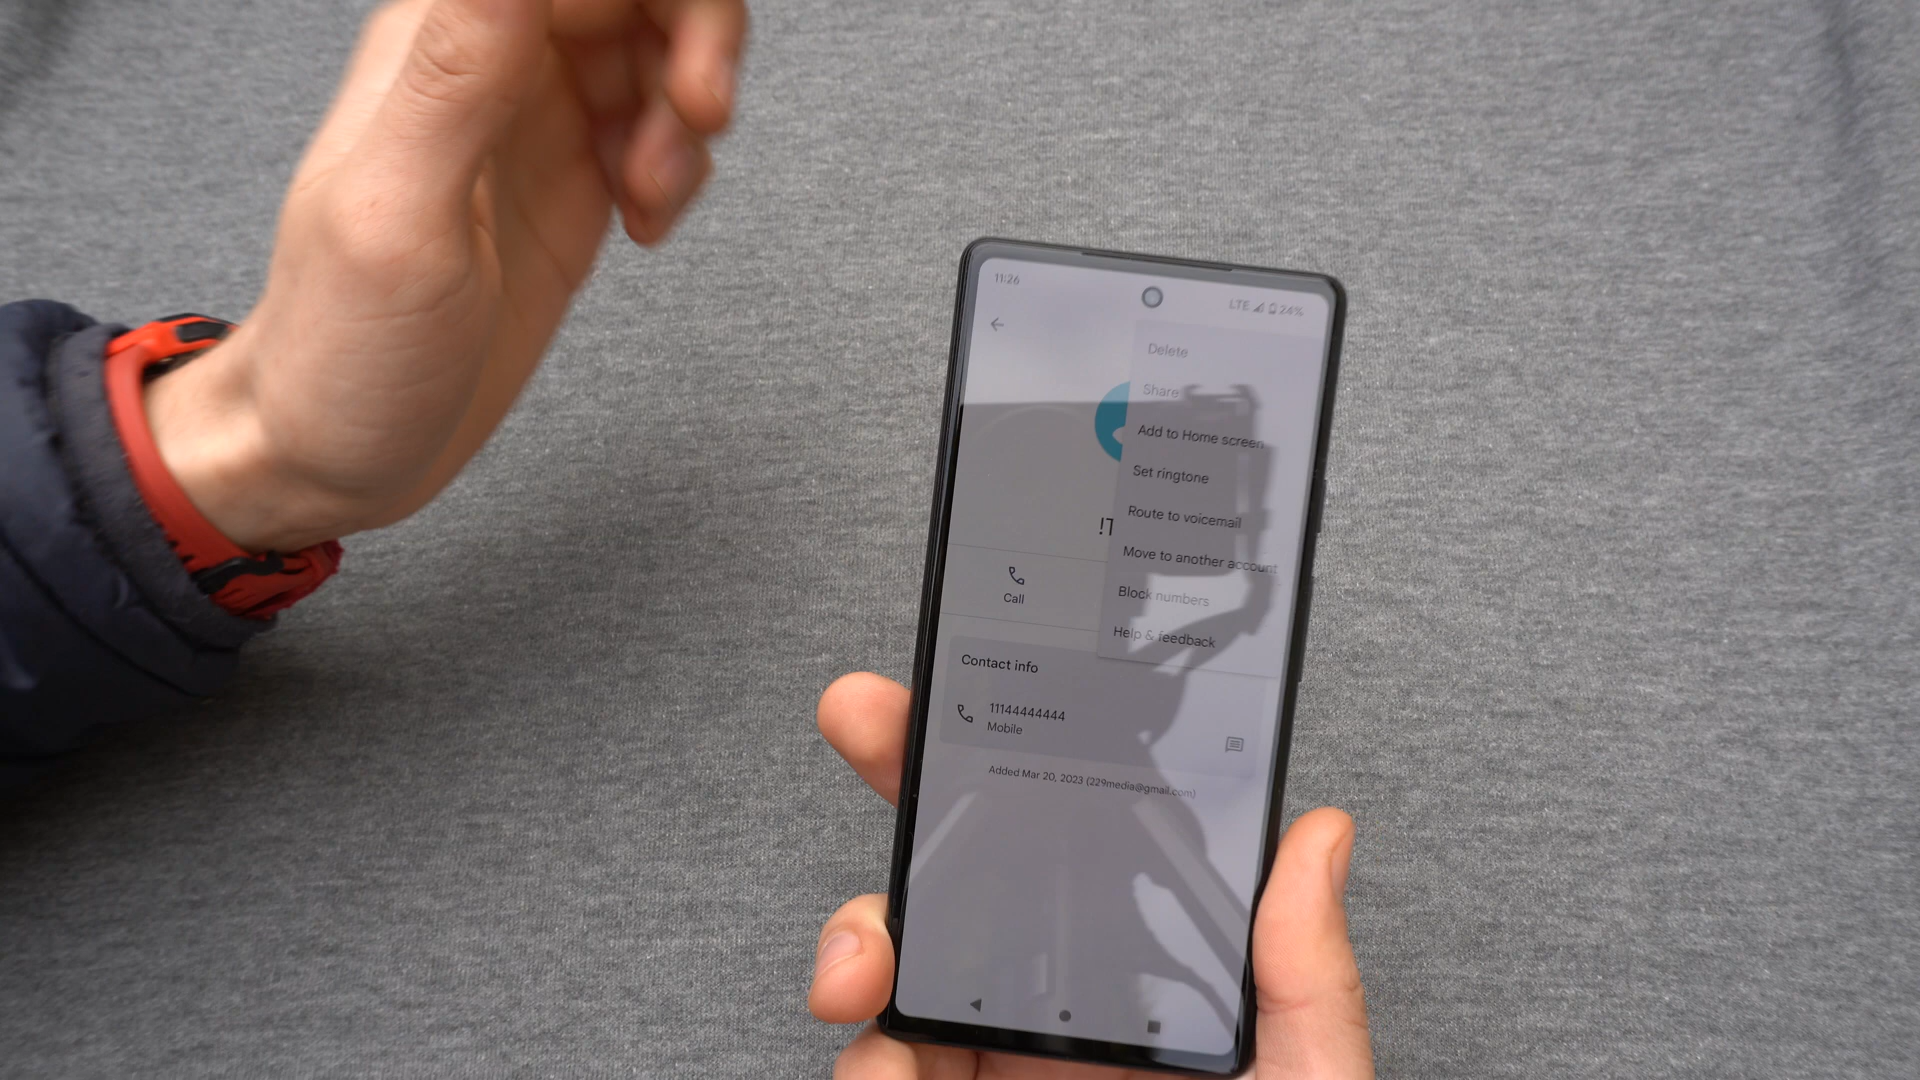 11:26
LTE 24%
Delete
Share
Add to Home screen
Set ringtone
Route to voicemail
!T
Move to another account
Block numbers
Call
Help & feedback
Contact info
11144444444
Mobile
Added Mar 20, 2023 (229media@gmail.com)